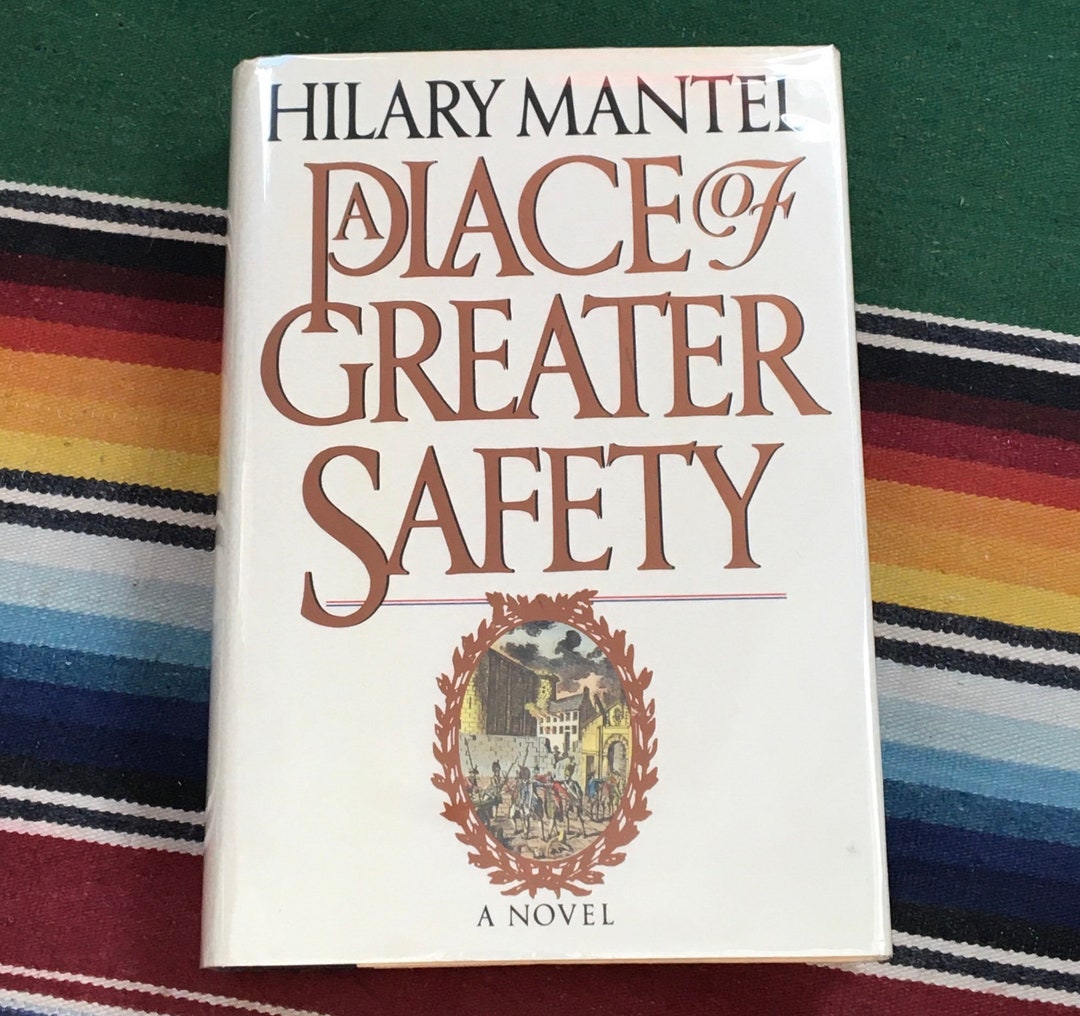 HILARY MANTEL
A PLACE OF
GREATER
SAFETY
A NOVEL